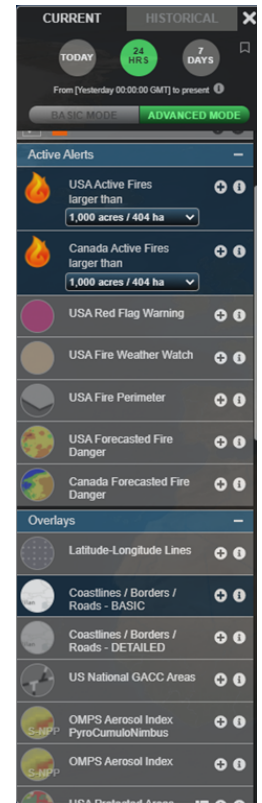 CURRENT
HISTORICAL
TODAY
24
HRS
7
DAYS
From [Yesterday 00:00:00 GMT] to present
BASIC MODE
ADVANCED MODE
Active Alerts
USA Active Fires
larger than
1,000 acres / 404 ha
Canada Active Fires
larger than
1,000 acres / 404 ha
USA Red Flag Warning
USA Fire Weather Watch
USA Fire Perimeter
USA Forecasted Fire
Danger
Canada Forecasted Fire
Danger
Overlays
Latitude-Longitude Lines
Coastlines / Borders /
Roads - BASIC
Coastlines / Borders /
Roads - DETAILED
US National GACC Areas
S-NPP
OMPS Aerosol Index
PyroCumuloNimbus
S-NPP
OMPS Aerosol Index
USA Protected Areas